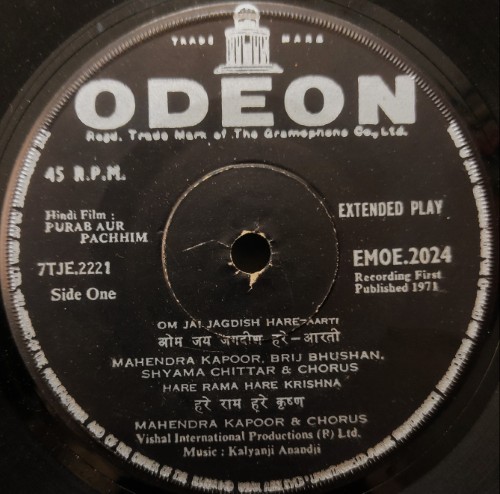 TRADE MARK
ODEON
Regd. Trade Mark of The Gramophone Co., Ltd.
45 R.P.M.
EXTENDED PLAY
Hindi Film :
PURAB AUR
PACHHIM
7TJE.2221
Side One
EMOE.2024
Recording First
Published 1971
OM JAI JAGDISH HARE-AARTI
ओम जय जगदीश हरे-आरती
MAHENDRA KAPOOR, BRIJ BHUSHAN,
SHYAMA CHITTAR & CHORUS
HARE RAMA HARE KRISHNA
हरे राम हरे कृष्ण
MAHENDRA KAPOOR & CHORUS
Vishal International Productions (P) Ltd.
Music : Kalyanji Anandji